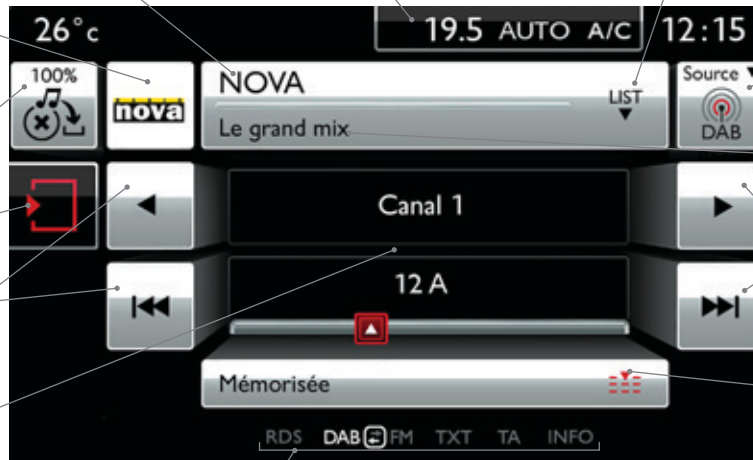 26°c 19.5 AUTO A/C 12:15
100%
nova
NOVA
Le grand mix
LIST
Source
DAB
Canal 1
12 A
Mémorisée
RDS DAB FM TXT TA INFO